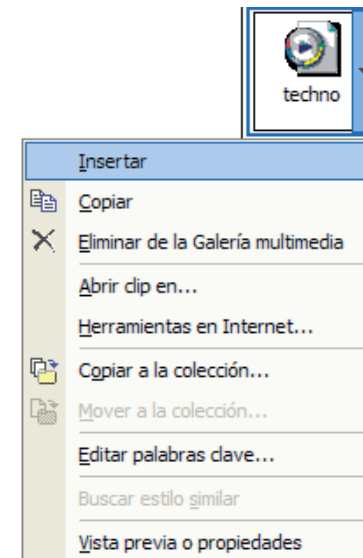 techno
Insertar
Copiar
Eliminar de la Galería multimedia
Abrir clip en...
Herramientas en Internet...
Copiar a la colección...
Mover a la colección...
Editar palabras clave...
Buscar estilo similar
Vista previa o propiedades